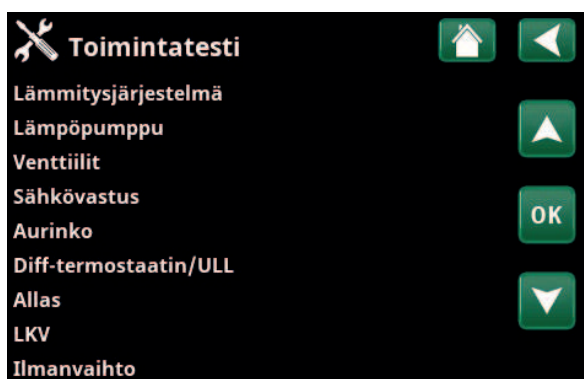 Toimintatesti
Lämmitysjärjestelmä
Lämpöpumppu
Venttiilit
Sähkövastus
Aurinko
Diff-termostaatin/ULL
Allas
LKV
Ilmanvaihto
OK